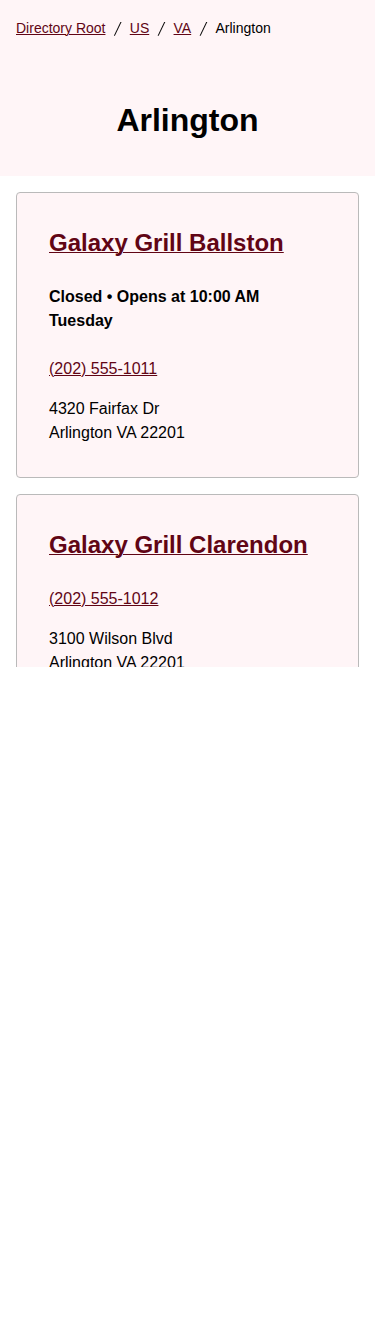 Directory Root / US / VA / Arlington
Arlington
Galaxy Grill Ballston
Closed • Opens at 10:00 AM
Tuesday
(202) 555-1011
4320 Fairfax Dr
Arlington VA 22201
Galaxy Grill Clarendon
(202) 555-1012
3100 Wilson Blvd
Arlington VA 22201